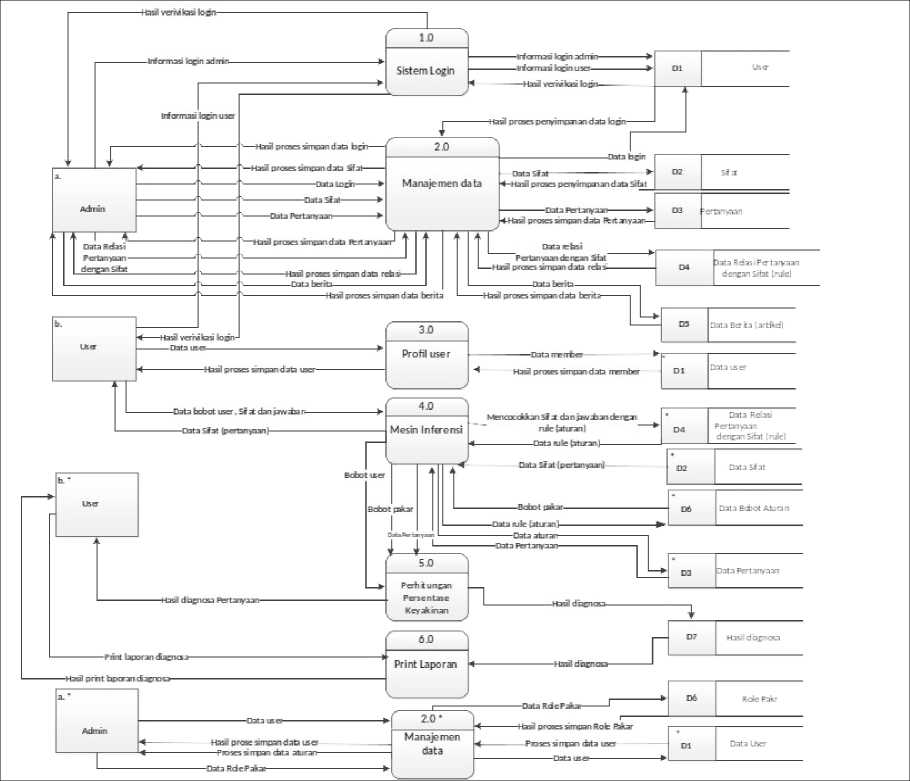 Hasil verivikasi login
1.0
Sistem Login
Informasi login admin
Informasi login admin
Informasi login user
Hasil verivikasi login
D1
User
Informasi login user
Hasil proses penyimpanan data login
2.0
Manajemen data
Hasil proses simpan data login
Hasil proses simpan data Sifat
Data Login
Data Sifat
Data Pertanyaan
Data login
Data Sifat
Hasil proses penyimpanan data Sifat
D2
Sifat
a.
Admin
Data Pertanyaan
Hasil proses simpan data Pertanyaan
D3
Pertanyaan
Hasil proses simpan data Pertanyaan
Data Relasi
Pertanyaan
dengan Sifat
Data relasi
Pertanyaan dengan Sifat
Hasil proses simpan data relasi
D4
Data Relasi Pertanyaan
dengan Sifat (rule)
Hasil proses simpan data relasi
Data berita
Hasil proses simpan data berita
Data berita
Hasil proses simpan data berita
D5
Data Berita (artikel)
b.
User
Hasil verivikasi login
Data user
Hasil proses simpan data user
3.0
Profil user
Data member
Hasil proses simpan data member
*
D1
Data user
Data bobot user, Sifat dan jawaban
Data Sifat (pertanyaan)
4.0
Mesin Inferensi
Mencocokkan Sifat dan jawaban dengan
rule (aturan)
Data rule (aturan)
*
D4
Data Relasi
Pertanyaan
dengan Sifat (rule)
Data Sifat (pertanyaan)
*
D2
Data Sifat
Bobot user
Bobot pakar
Data Pertanyaan
Bobot pakar
*
D6
Data Bobot Aturan
Data rule (aturan)
Data aturan
Data Pertanyaan
*
D3
Data Pertanyaan
b. *
User
5.0
Perhitungan
Persentase
Keyakinan
Hasil diagnosa Pertanyaan
Hasil diagnosa
D7
Hasil diagnosa
6.0
Print Laporan
Print laporan diagnosa
Hasil diagnosa
Hasil print laporan diagnosa
a. *
Admin
Data user
Hasil prose simpan data user
Proses simpan data aturan
Data Role Pakar
2.0 *
Manajemen
data
Data Role Pakar
Hasil proses simpan Role Pakar
D6
Role Pakr
Proses simpan data user
Data user
*
D1
Data User